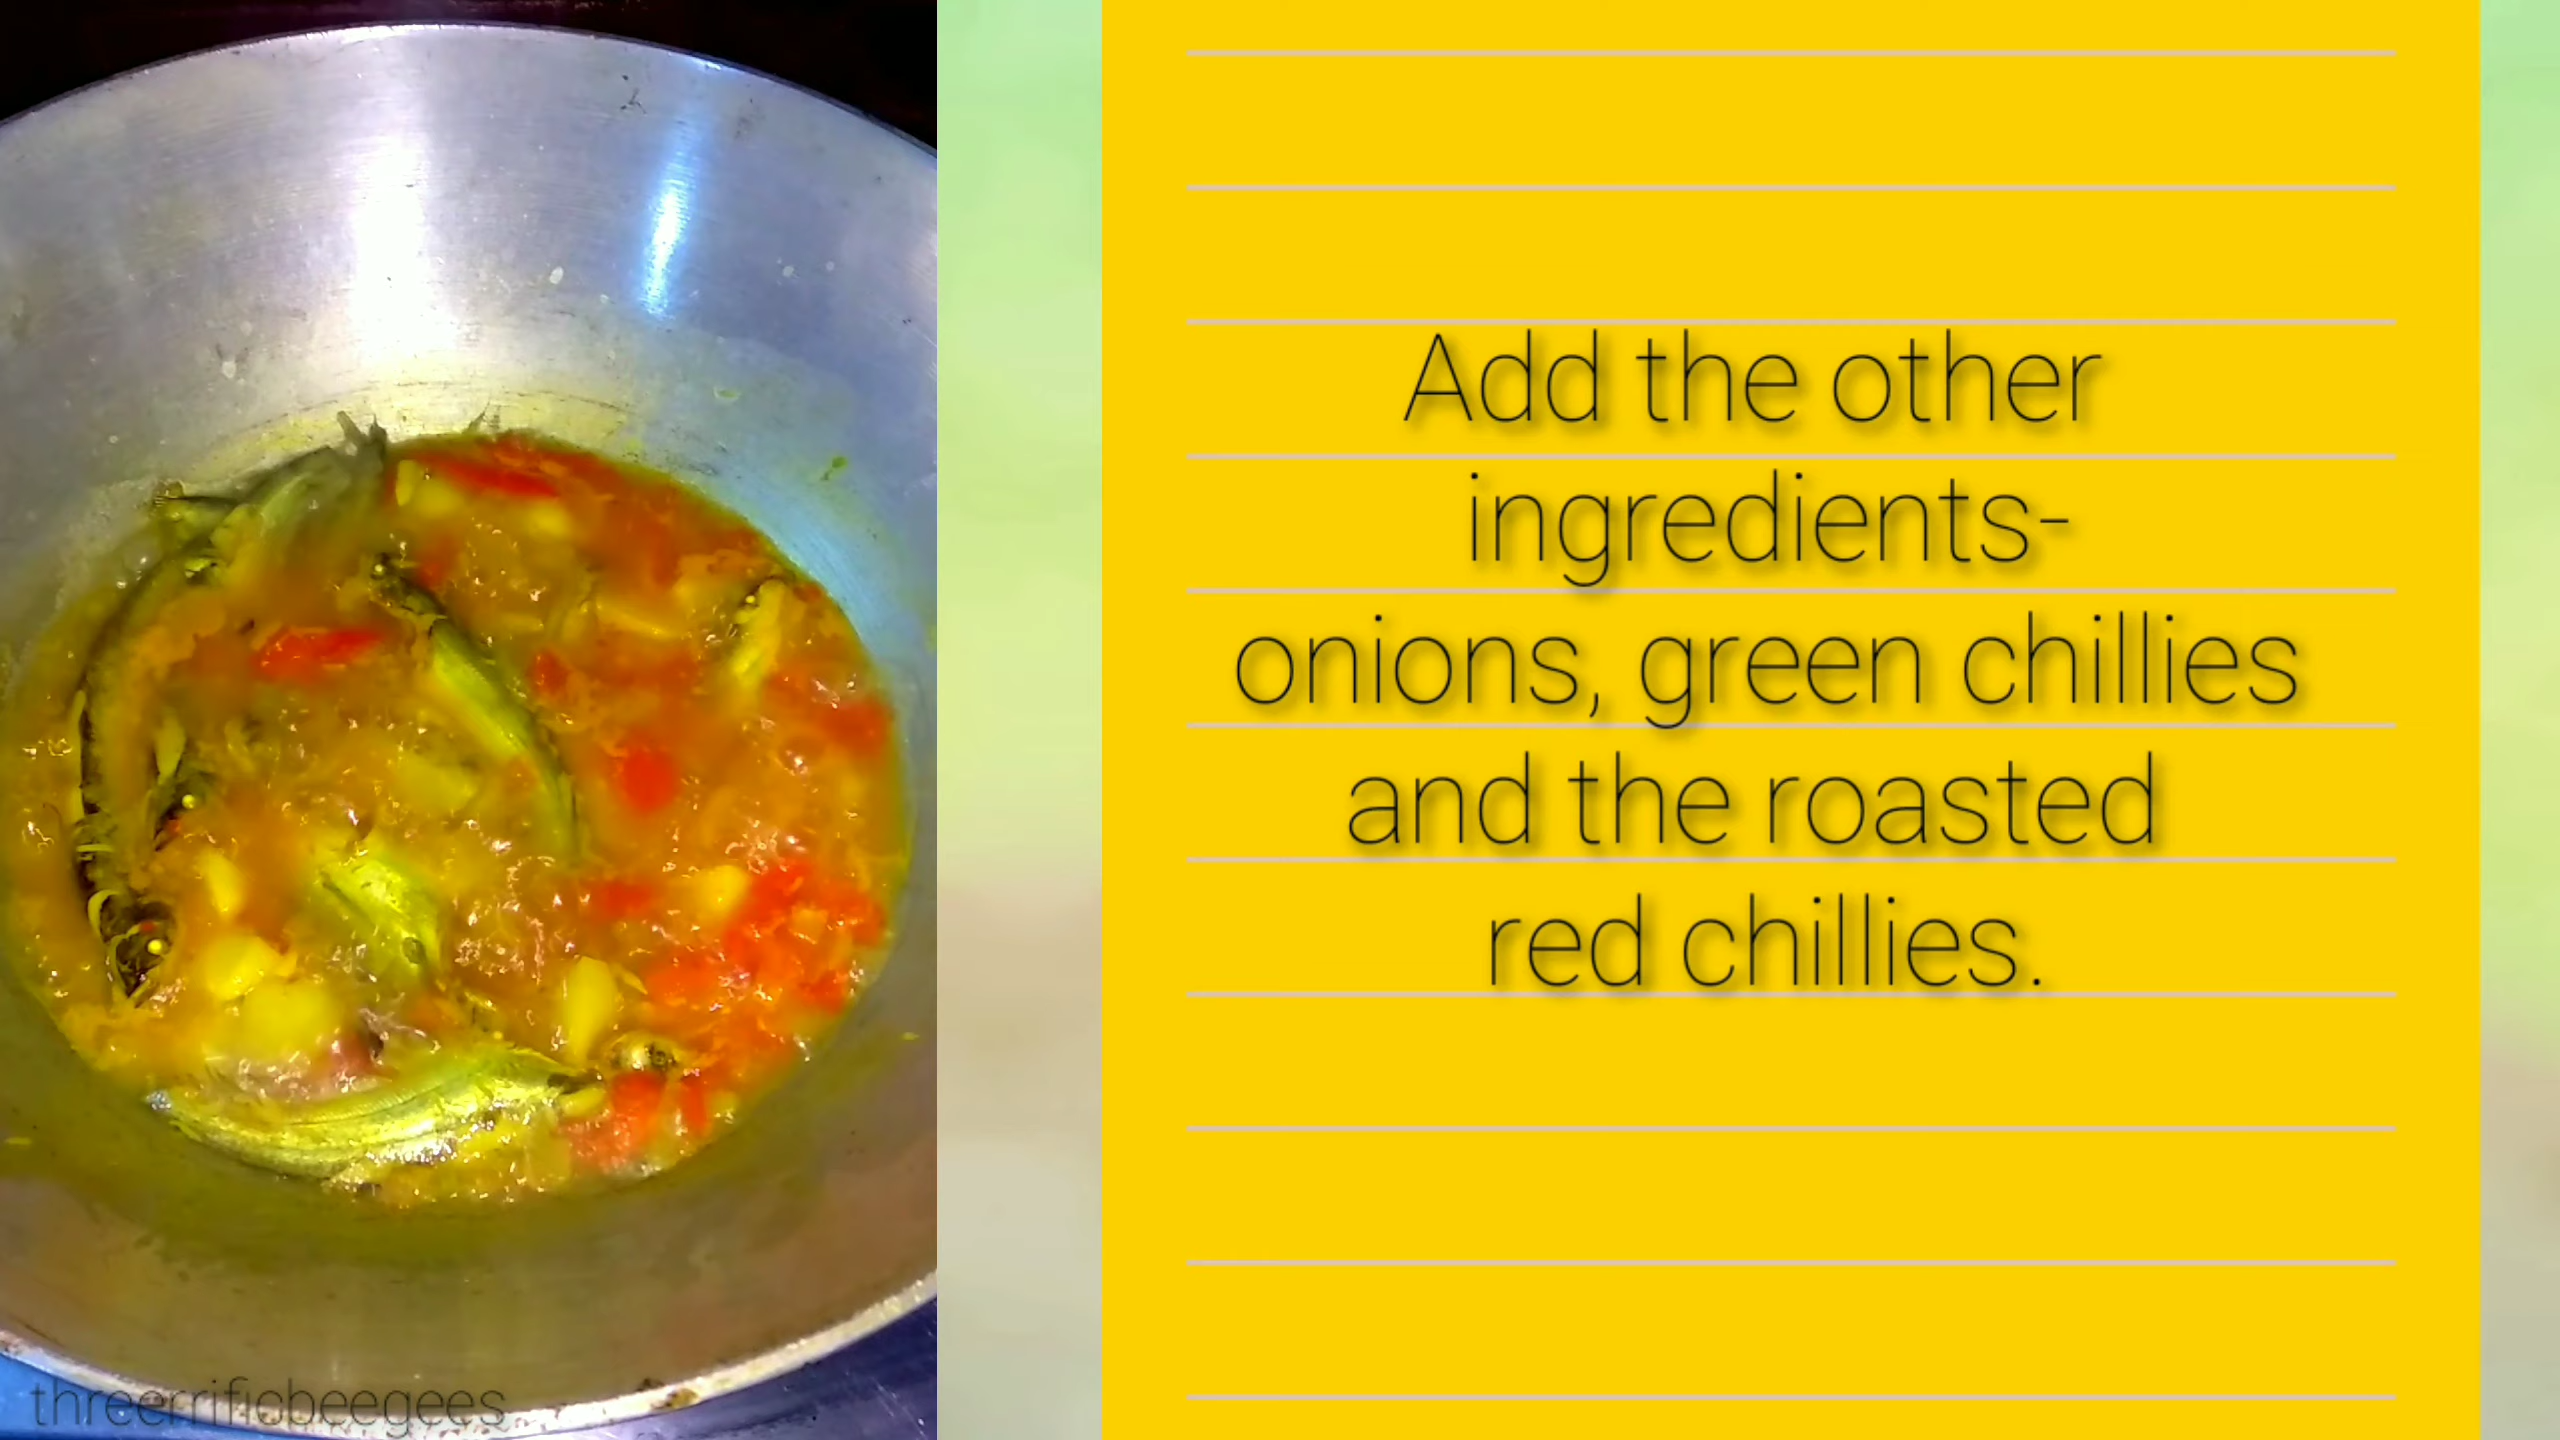 Add the other
ingredients-
onions, green chillies
and the roasted
red chillies.
threerrificbeegees